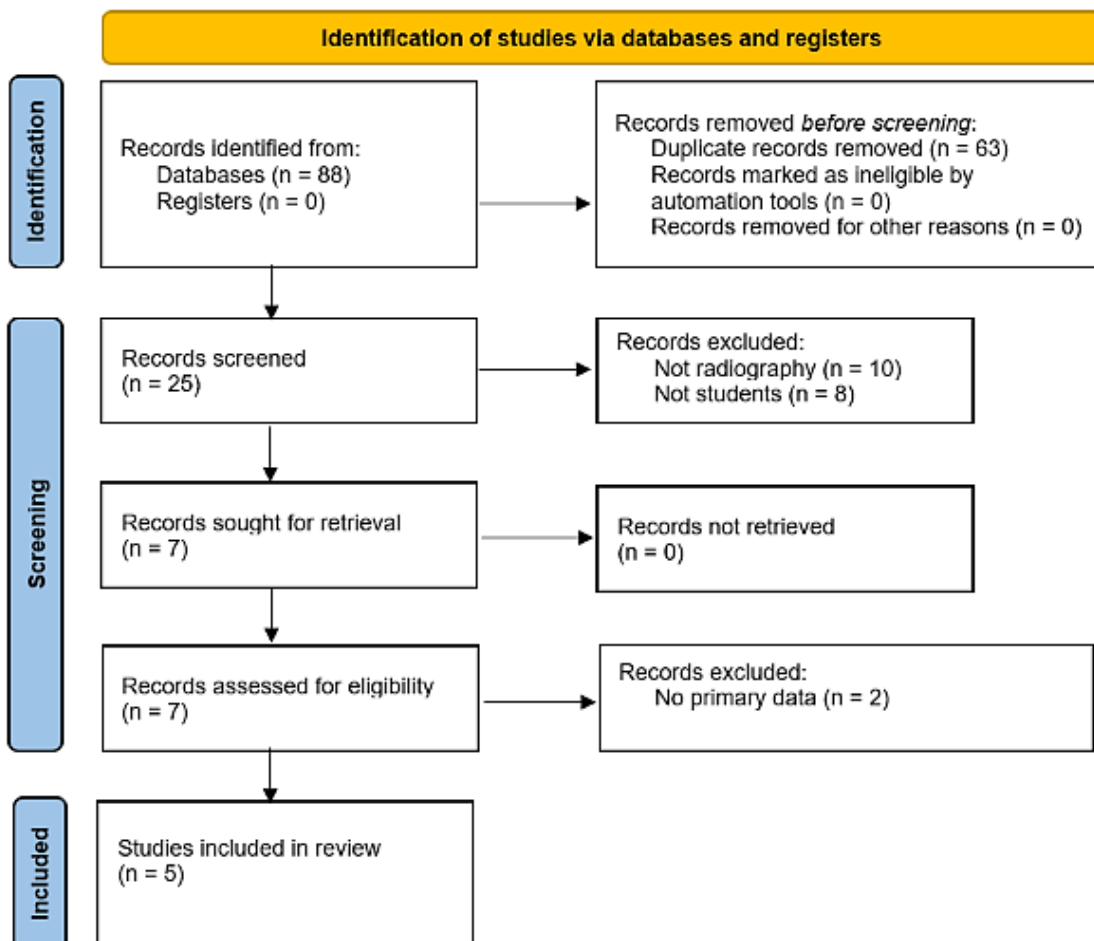 Identification of studies via databases and registers
Identification
Records identified from:
Databases (n = 88)
Registers (n = 0)
Records removed before screening:
Duplicate records removed (n = 63)
Records marked as ineligible by
automation tools (n = 0)
Records removed for other reasons (n = 0)
Screening
Records screened
(n = 25)
Records excluded:
Not radiography (n = 10)
Not students (n = 8)
Records sought for retrieval
(n = 7)
Records not retrieved
(n = 0)
Records assessed for eligibility
(n = 7)
Records excluded:
No primary data (n = 2)
Included
Studies included in review
(n = 5)